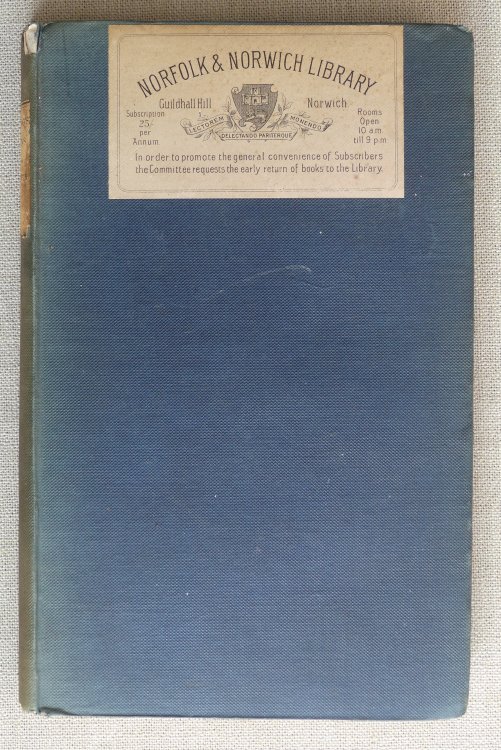 NORFOLK & NORWICH LIBRARY
Guildhall Hill
Norwich.
Subscription
25/-
per
Annum
LECTOREM MONENDO
DELECTANDO PARITERQUE
Rooms
Open
10 a.m.
till 9 p.m
In order to promote the general convenience of Subscribers
the Committee requests the early return of books to the Library.